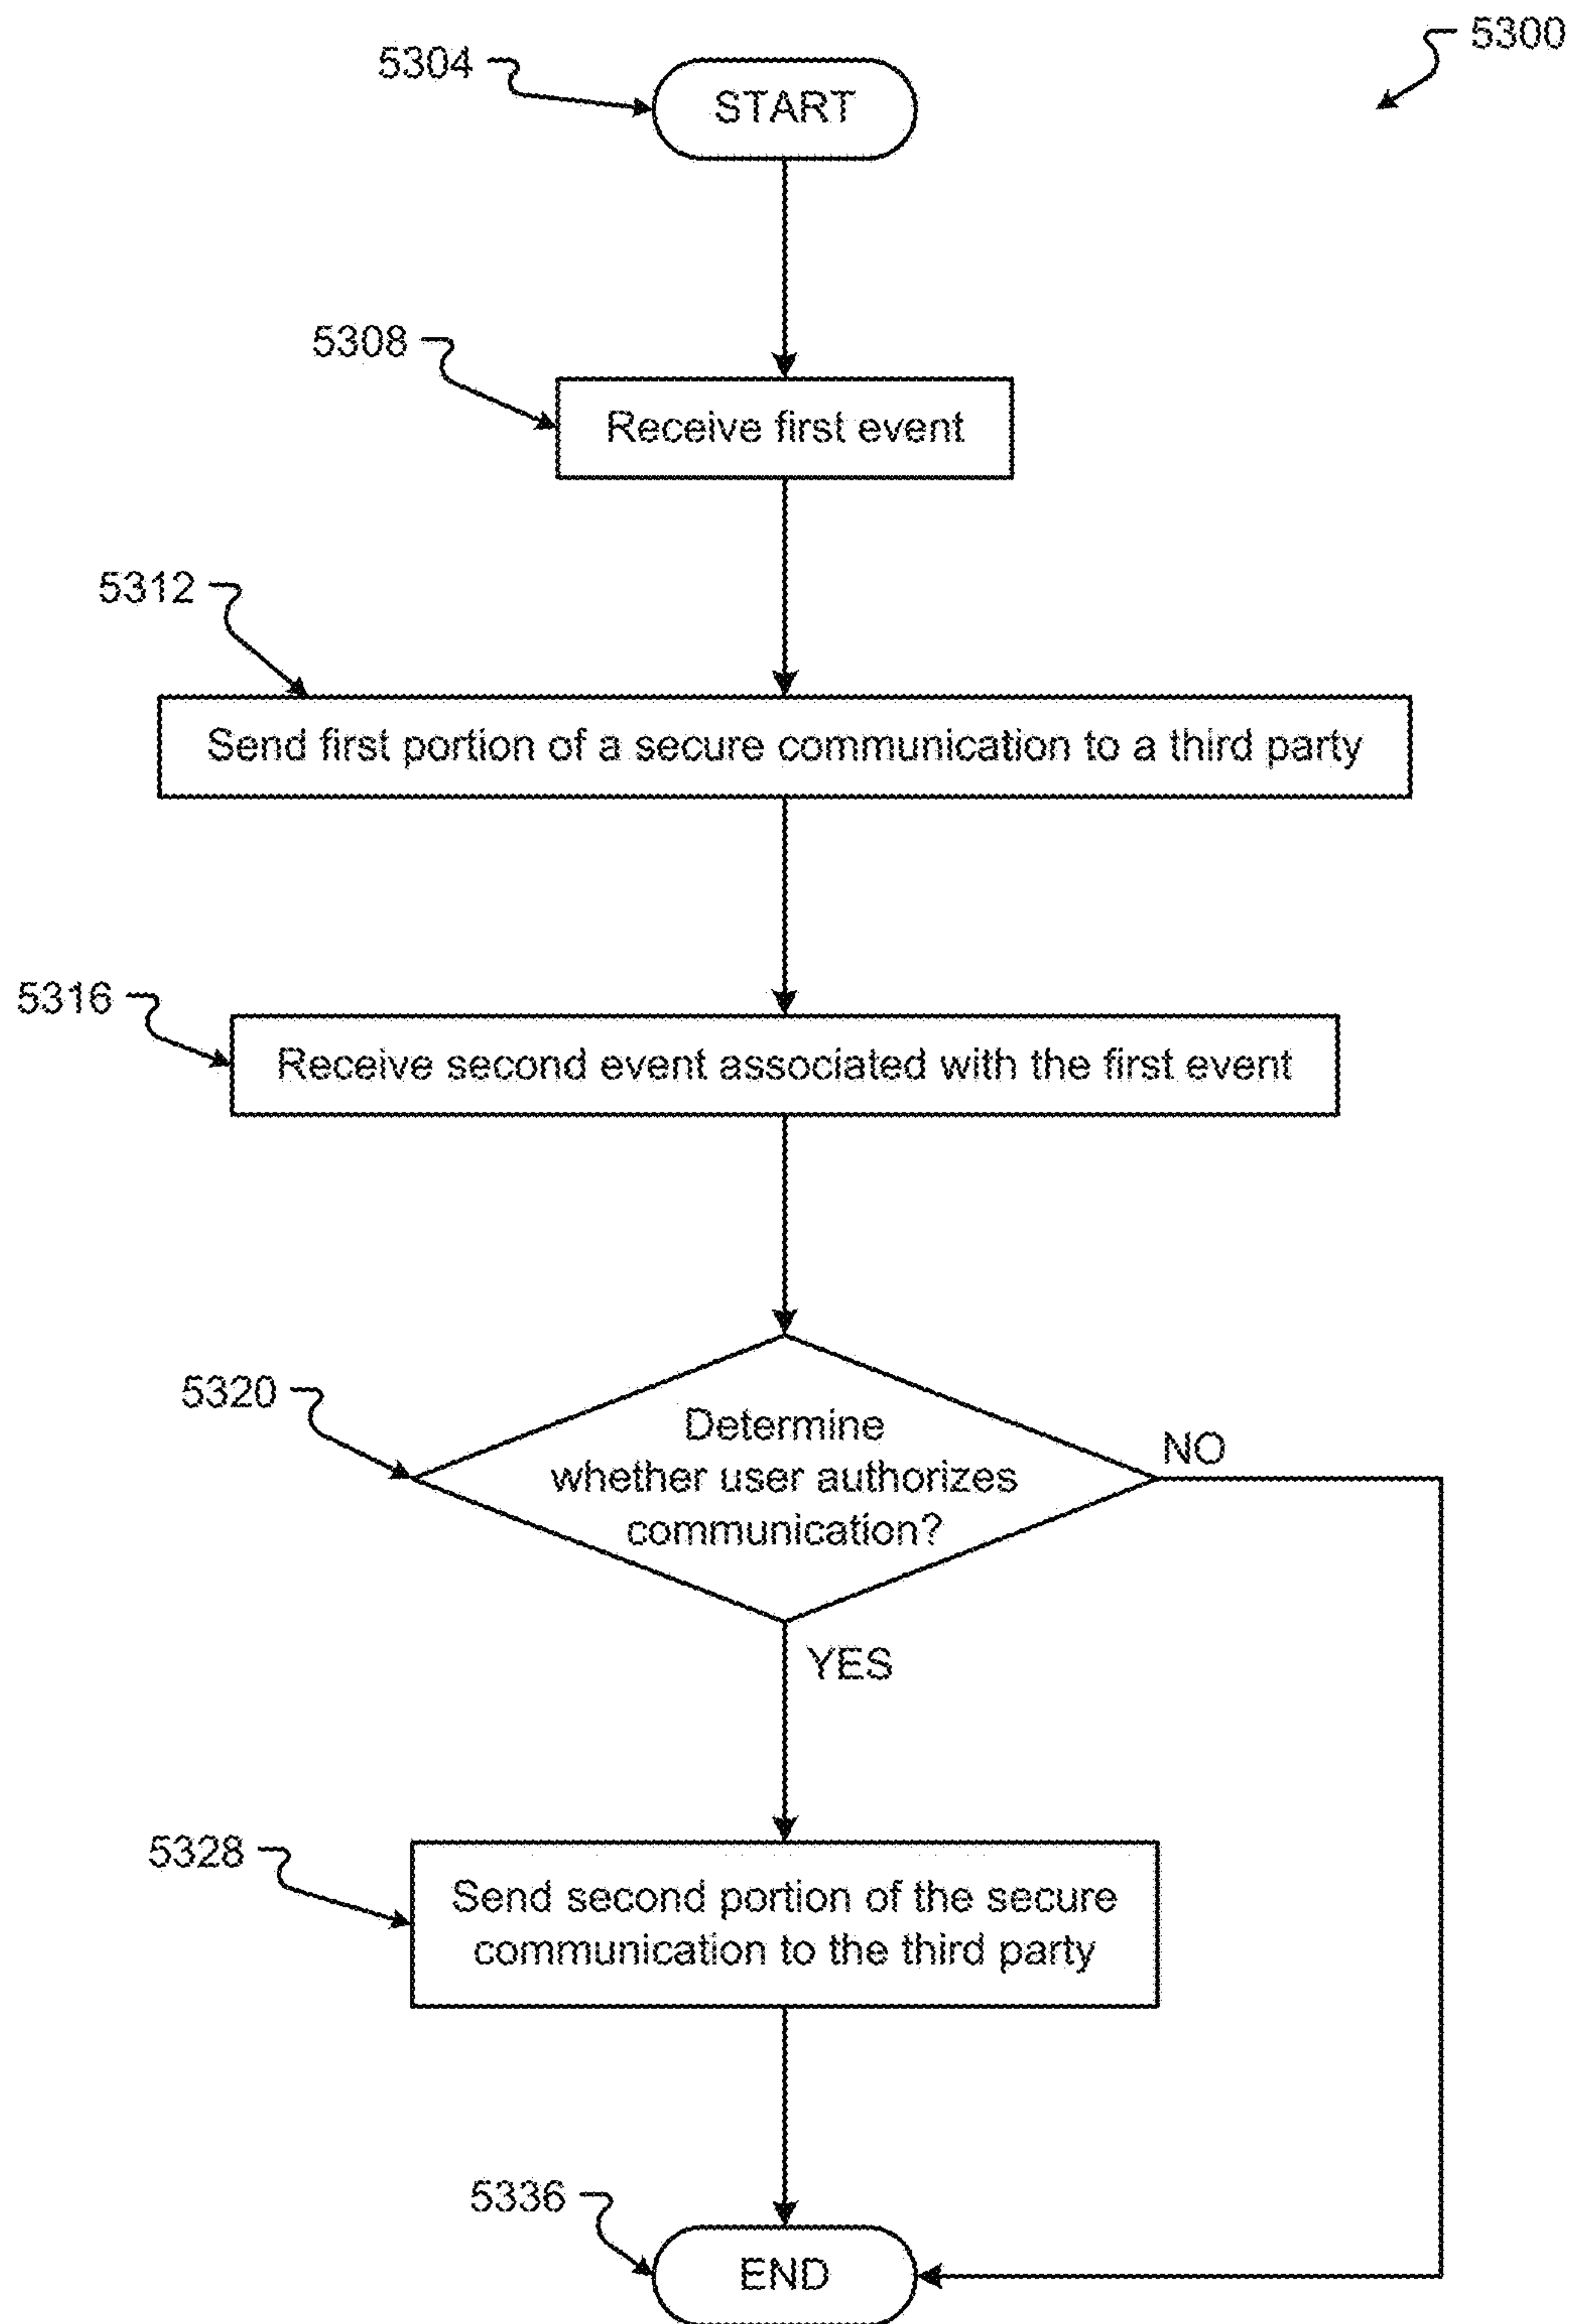 5300
5304
START
5308
Receive first event
5312
Send first portion of a secure communication to a third party
5316
Receive second event associated with the first event
5320
Determine
whether user authorizes
communication?
NO
YES
5328
Send second portion of the secure
communication to the third party
5336
END